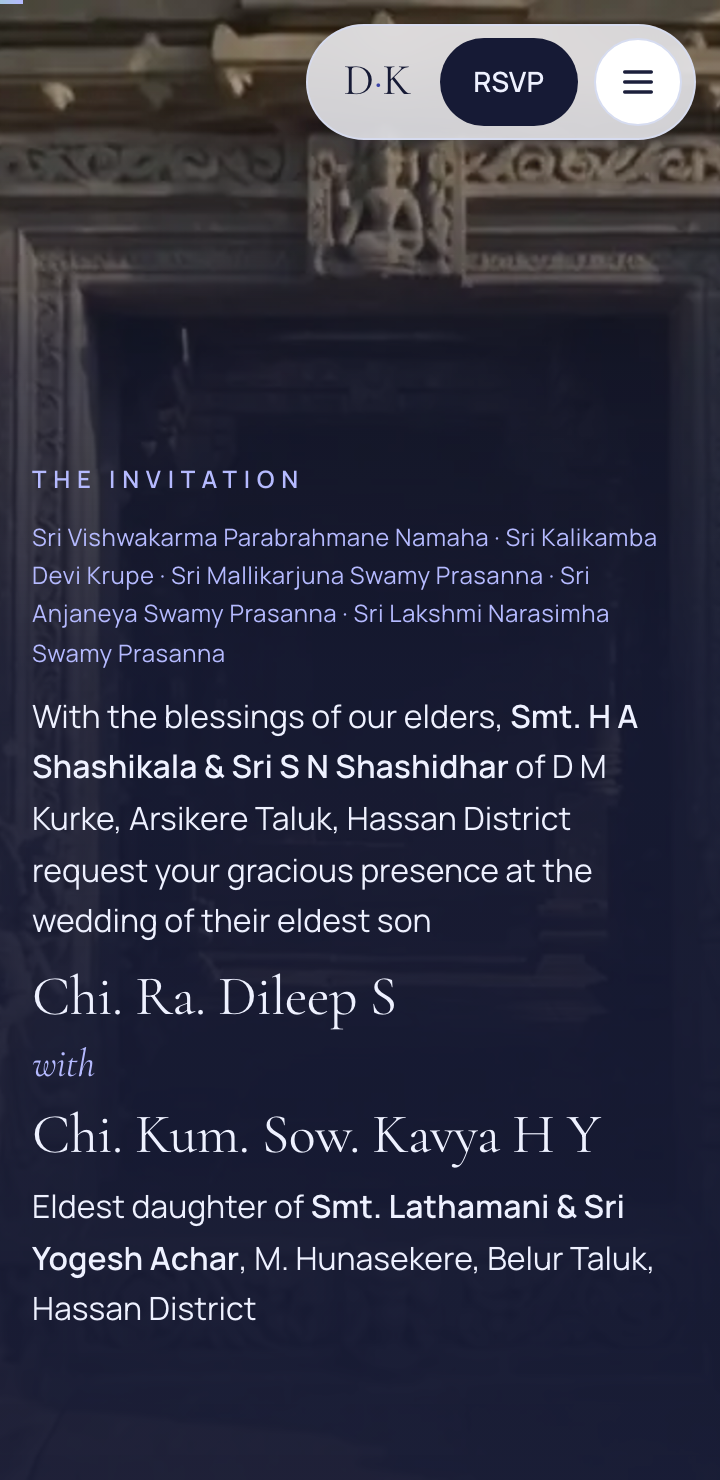 D·K
RSVP
THE INVITATION
Sri Vishwakarma Parabrahmane Namaha · Sri Kalikamba
Devi Krupe · Sri Mallikarjuna Swamy Prasanna · Sri
Anjaneya Swamy Prasanna · Sri Lakshmi Narasimha
Swamy Prasanna
With the blessings of our elders, Smt. H A
Shashikala & Sri S N Shashidhar of D M
Kurke, Arsikere Taluk, Hassan District
request your gracious presence at the
wedding of their eldest son
Chi. Ra. Dileep S
with
Chi. Kum. Sow. Kavya H Y
Eldest daughter of Smt. Lathamani & Sri
Yogesh Achar, M. Hunasekere, Belur Taluk,
Hassan District